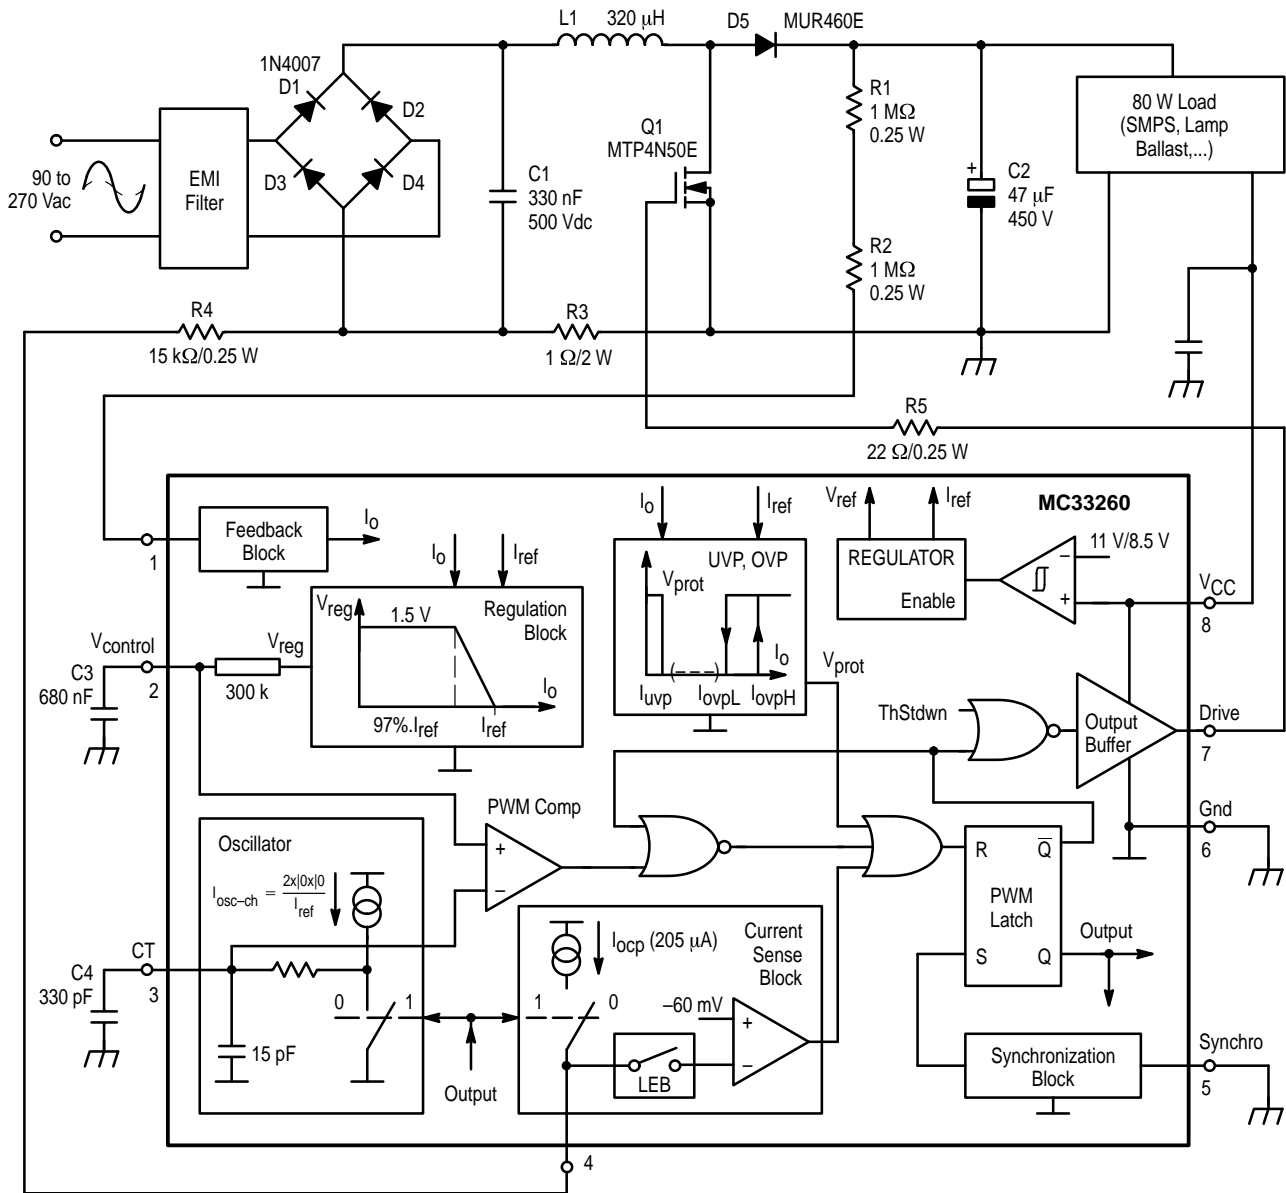 L1 320 μH
D5 MUR460E
1N4007
D1
D2
D3
D4
90 to
270 Vac
EMI
Filter
C1
330 nF
500 Vdc
Q1
MTP4N50E
R1
1 MΩ
0.25 W
R2
1 MΩ
0.25 W
+
C2
47 μF
450 V
80 W Load
(SMPS, Lamp
Ballast,...)
R4
15 kΩ/0.25 W
R3
1 Ω/2 W
R5
22 Ω/0.25 W
MC33260
Feedback
Block
Io
1
Io
Iref
Regulation
Block
Vreg
1.5 V
Io
97%.Iref
Iref
Vcontrol
2
C3
680 nF
300 k
Vreg
Io
Iref
UVP, OVP
Vprot
Io
Iuvp
IovpL
IovpH
Vprot
Vref
Iref
REGULATOR
Enable
–
+
11 V/8.5 V
VCC
8
ThStdwn
Output
Buffer
Drive
7
Gnd
6
PWM Comp
+
–
Oscillator
Iosc–ch = 2x|0x|0
Iref
CT
3
C4
330 pF
15 pF
0
1
Output
Iocp (205 μA)
Current
Sense
Block
1
0
–60 mV
+
–
LEB
4
R
Q
PWM
Latch
S
Q
Output
Synchronization
Block
Synchro
5